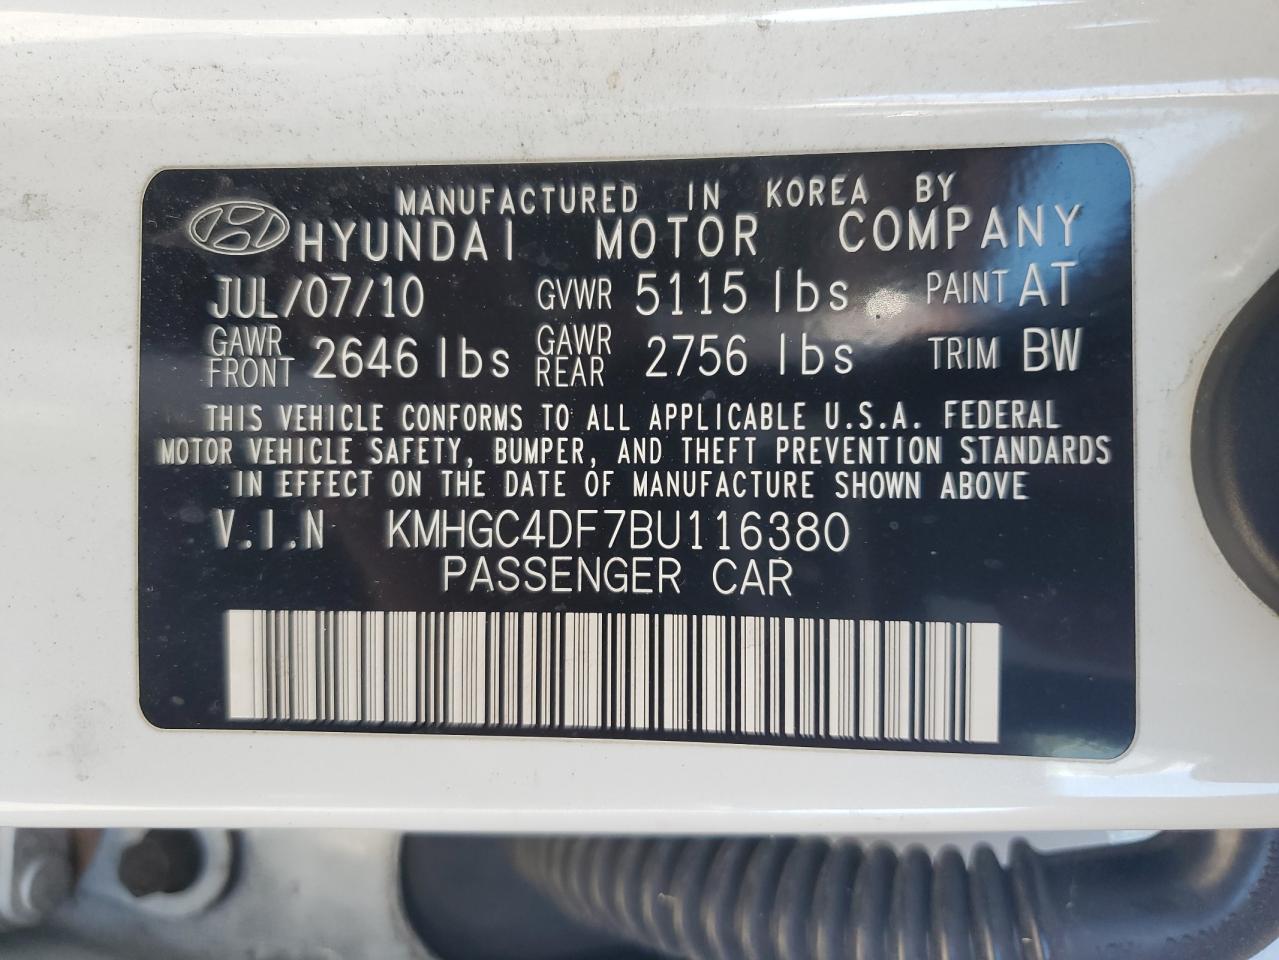 MANUFACTURED IN KOREA BY
HYUNDAI MOTOR COMPANY
JUL/07/10 GVWR 5115 lbs PAINT AT
GAWR FRONT 2646 lbs GAWR REAR 2756 lbs TRIM BW
THIS VEHICLE CONFORMS TO ALL APPLICABLE U.S.A. FEDERAL
MOTOR VEHICLE SAFETY, BUMPER, AND THEFT PREVENTION STANDARDS
IN EFFECT ON THE DATE OF MANUFACTURE SHOWN ABOVE
V.I.N KMHGC4DF7BU116380
PASSENGER CAR